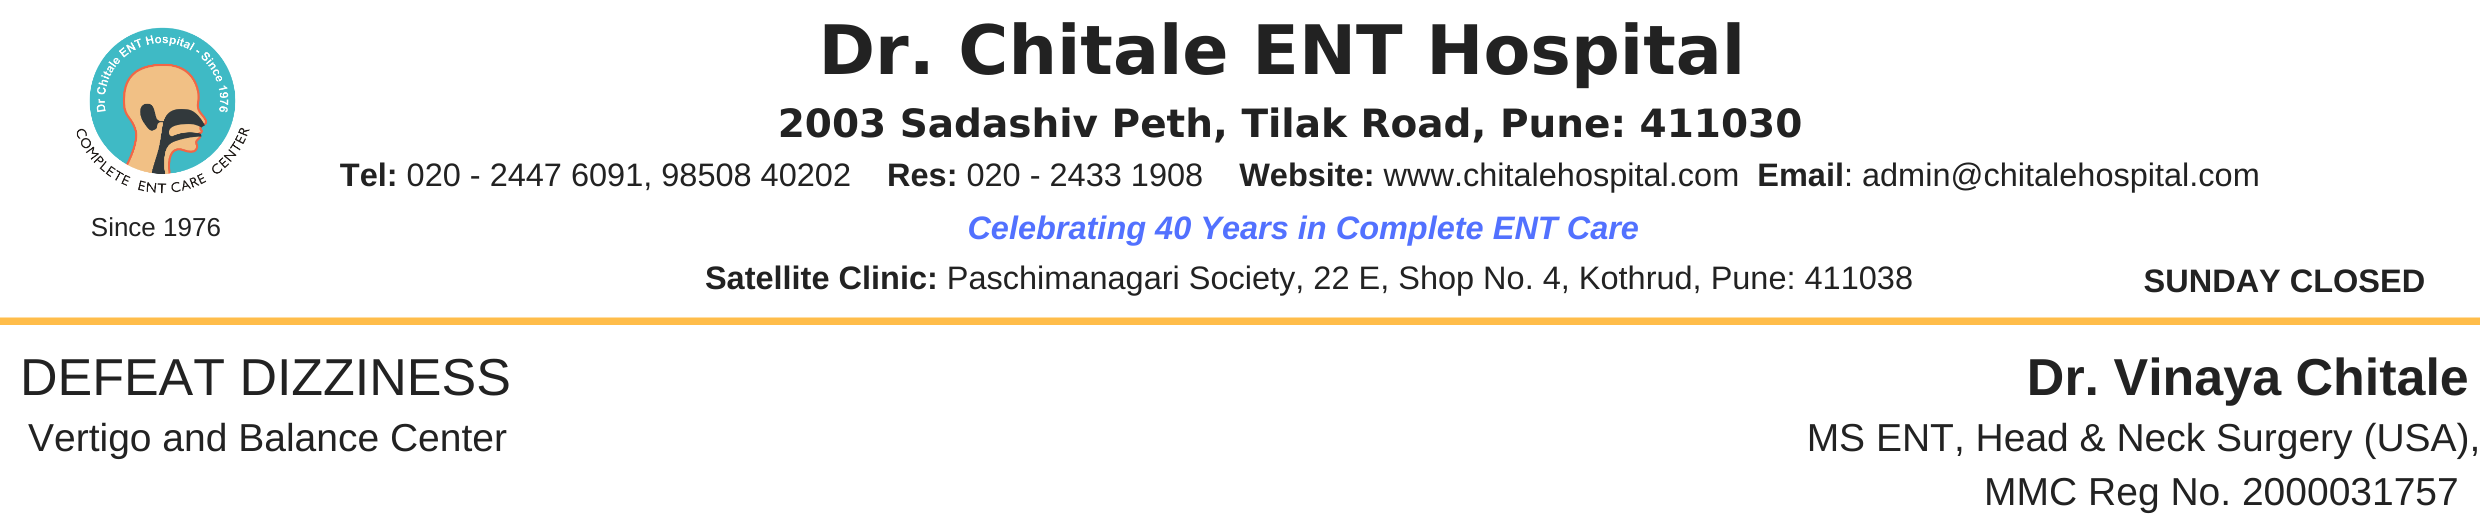 Dr Chitale ENT Hospital - Since 1976
COMPLETE ENT CARE CENTER
Since 1976
Dr. Chitale ENT Hospital
2003 Sadashiv Peth, Tilak Road, Pune: 411030
Tel: 020 - 2447 6091, 98508 40202 Res: 020 - 2433 1908 Website: www.chitalehospital.com Email: admin@chitalehospital.com
Celebrating 40 Years in Complete ENT Care
Satellite Clinic: Paschimanagari Society, 22 E, Shop No. 4, Kothrud, Pune: 411038
SUNDAY CLOSED
DEFEAT DIZZINESS
Vertigo and Balance Center
Dr. Vinaya Chitale
MS ENT, Head & Neck Surgery (USA),
MMC Reg No. 2000031757